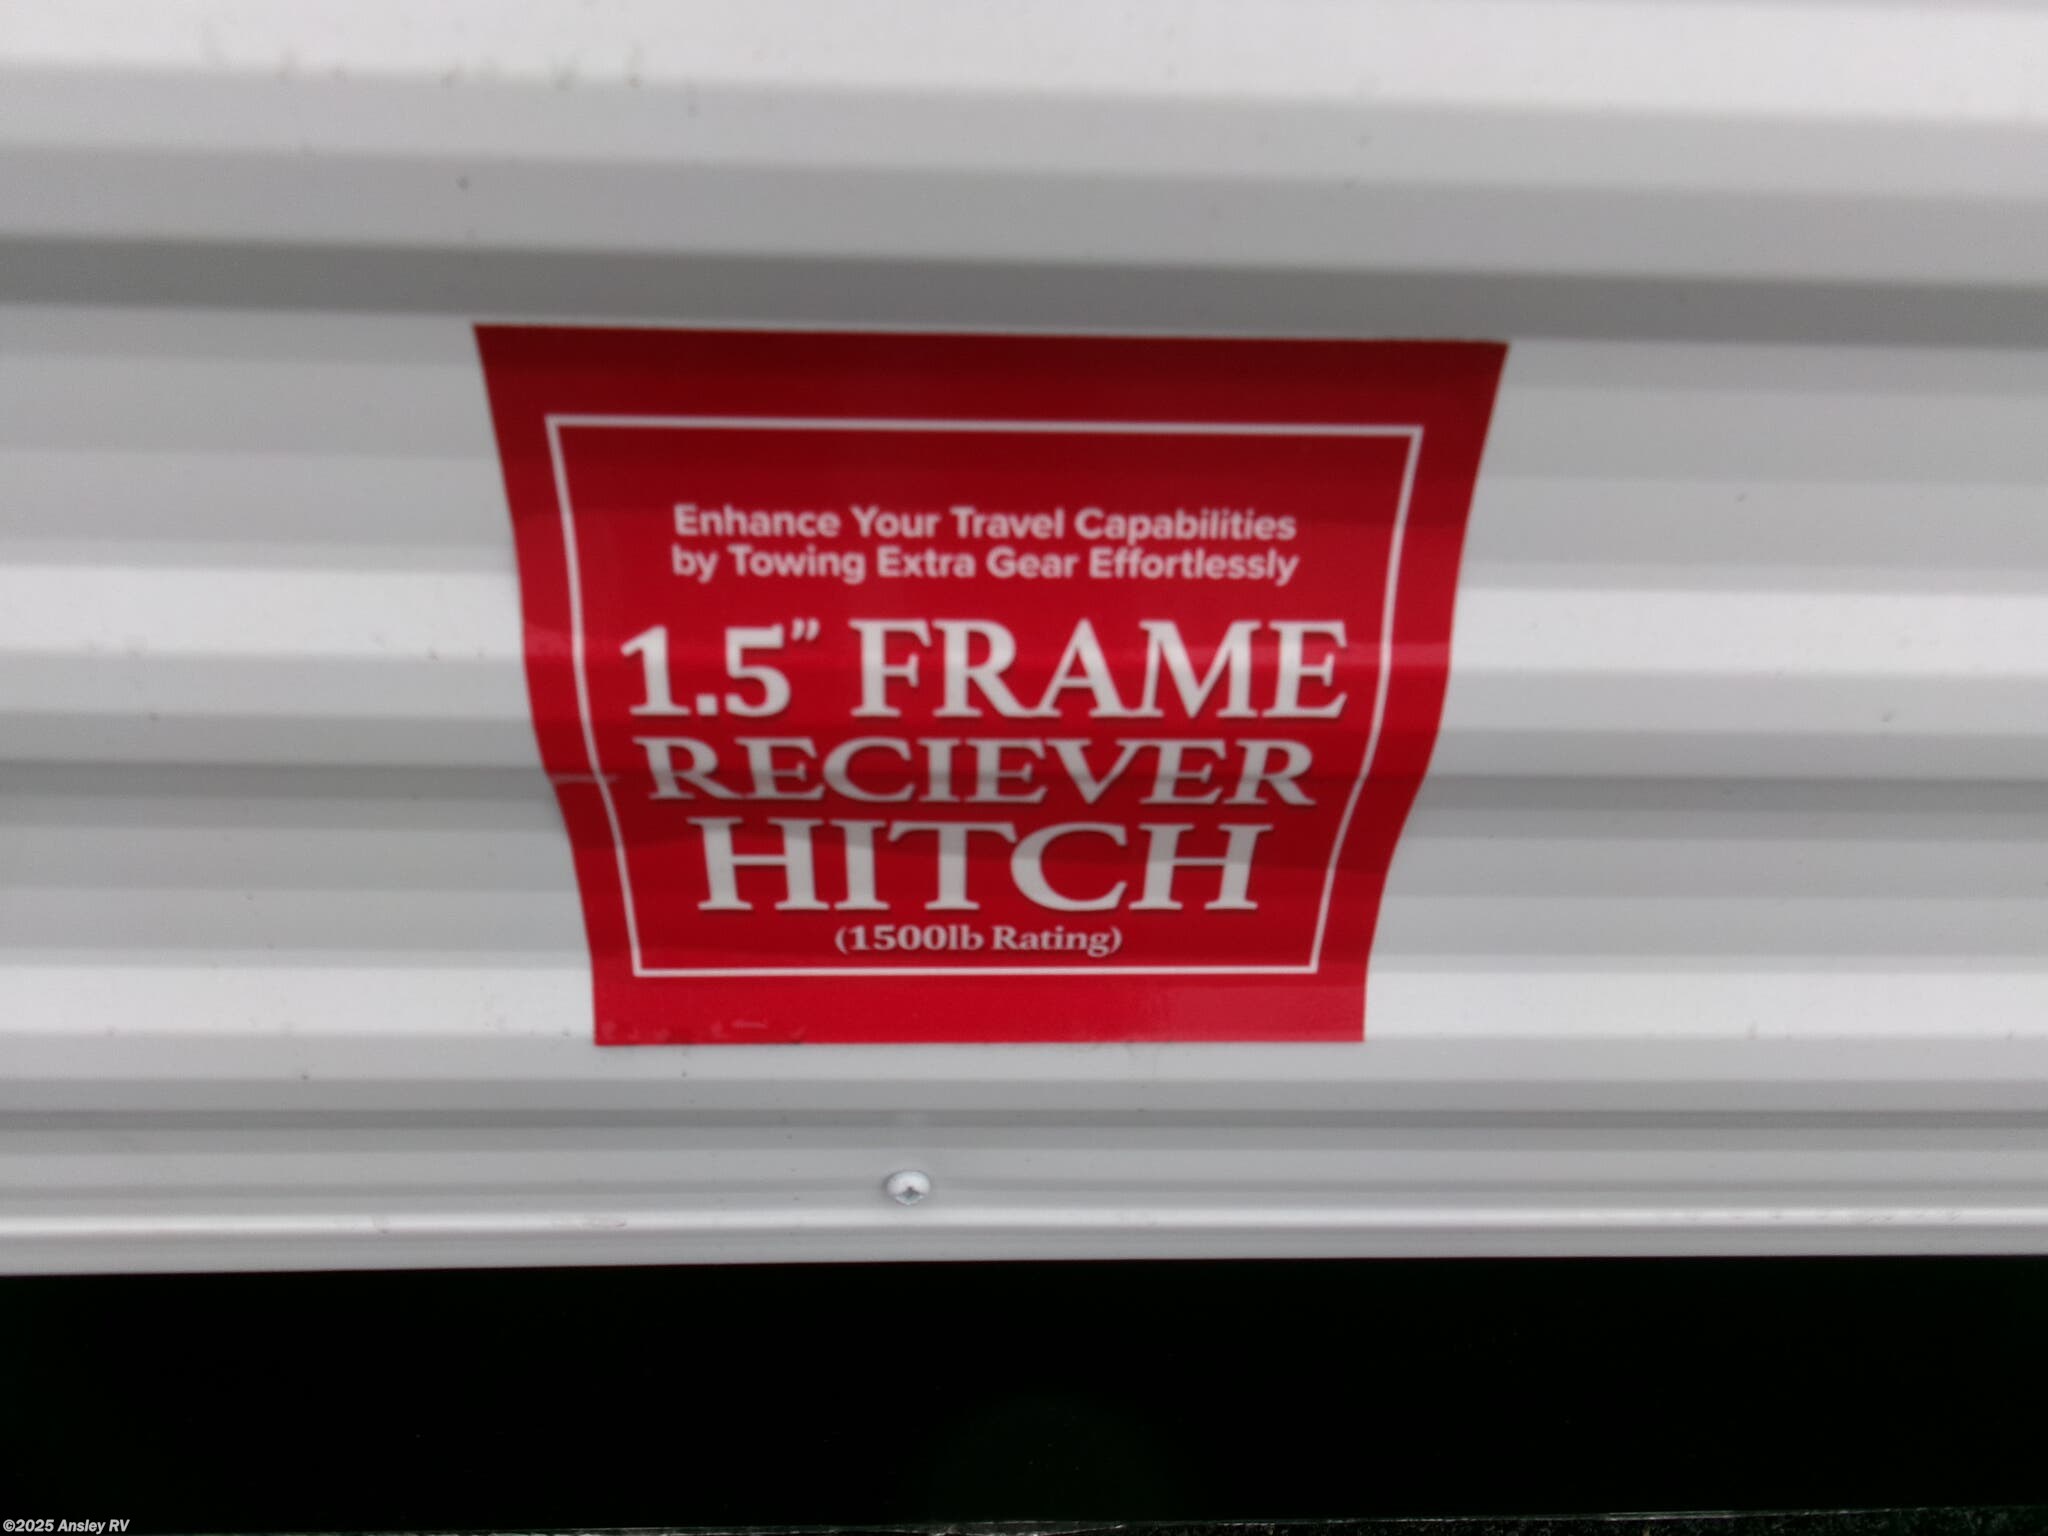 Enhance Your Travel Capabilities
by Towing Extra Gear Effortlessly
1.5" FRAME
RECIEVER
HITCH
(1500lb Rating)
©2025 Ansley RV